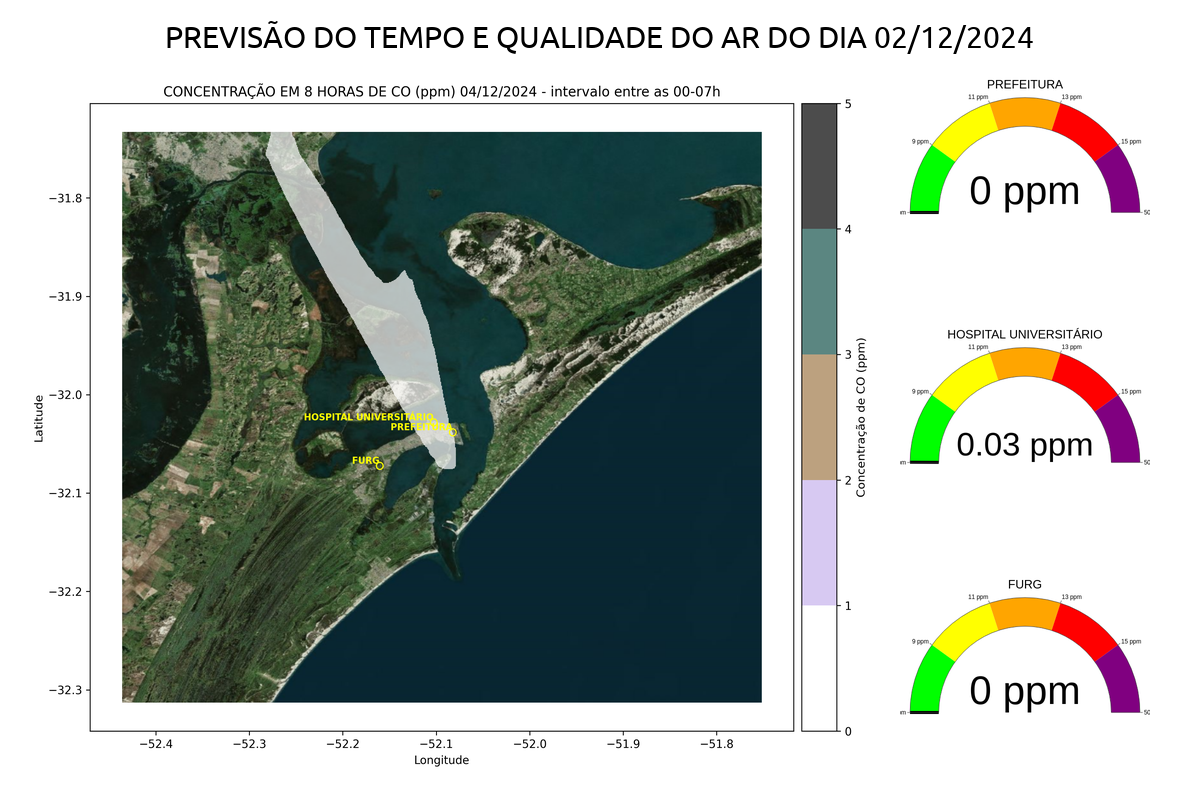 PREVISÃO DO TEMPO E QUALIDADE DO AR DO DIA 02/12/2024
CONCENTRAÇÃO EM 8 HORAS DE CO (ppm) 04/12/2024 - intervalo entre as 00-07h
Latitude
−31.8
−31.9
−32.0
−32.1
−32.2
−32.3
HOSPITAL UNIVERSITÁRIO
PREFEITURA
FURG
−52.4
−52.3
−52.2
−52.1
−52.0
−51.9
−51.8
Longitude
5
4
3
2
1
0
Concentração de CO (ppm)
PREFEITURA
11 ppm
13 ppm
9 ppm
15 ppm
0 ppm
HOSPITAL UNIVERSITÁRIO
11 ppm
13 ppm
9 ppm
15 ppm
0.03 ppm
FURG
11 ppm
13 ppm
9 ppm
15 ppm
0 ppm